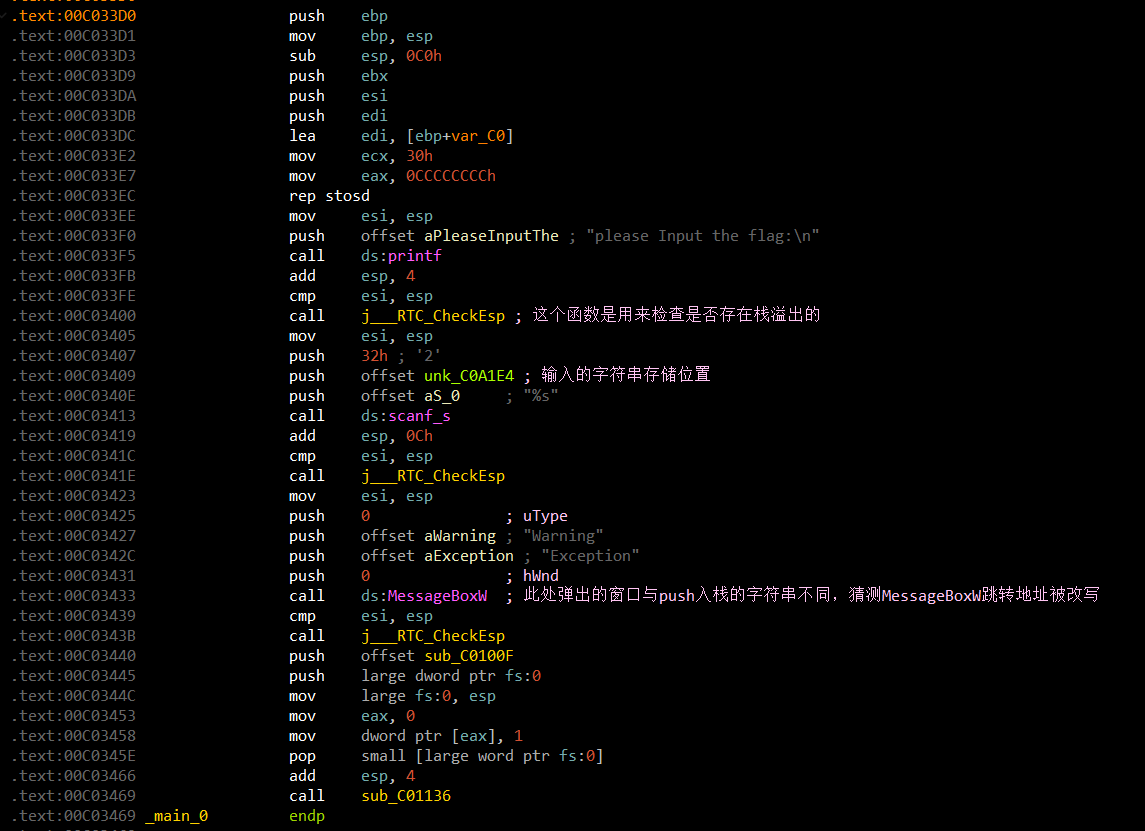 .text:00C033D0 push ebp
.text:00C033D1 mov ebp, esp
.text:00C033D3 sub esp, 0C0h
.text:00C033D9 push ebx
.text:00C033DA push esi
.text:00C033DB push edi
.text:00C033DC lea edi, [ebp+var_C0]
.text:00C033E2 mov ecx, 30h
.text:00C033E7 mov eax, 0CCCCCCCCh
.text:00C033EC rep stosd
.text:00C033EE mov esi, esp
.text:00C033F0 push offset aPleaseInputThe ; "please Input the flag:\n"
.text:00C033F5 call ds:printf
.text:00C033FB add esp, 4
.text:00C033FE cmp esi, esp
.text:00C03400 call j___RTC_CheckEsp ; 这个函数是用来检查是否存在栈溢出的
.text:00C03405 mov esi, esp
.text:00C03407 push 32h ; '2'
.text:00C03409 push offset unk_C0A1E4 ; 输入的字符串存储位置
.text:00C0340E push offset aS_0 ; "%s"
.text:00C03413 call ds:scanf_s
.text:00C03419 add esp, 0Ch
.text:00C0341C cmp esi, esp
.text:00C0341E call j___RTC_CheckEsp
.text:00C03423 mov esi, esp
.text:00C03425 push 0 ; uType
.text:00C03427 push offset aWarning ; "Warning"
.text:00C0342C push offset aException ; "Exception"
.text:00C03431 push 0 ; hWnd
.text:00C03433 call ds:MessageBoxW ; 此处弹出的窗口与push入栈的字符串不同，猜测MessageBoxW跳转地址被改写
.text:00C03439 cmp esi, esp
.text:00C0343B call j___RTC_CheckEsp
.text:00C03440 push offset sub_C0100F
.text:00C03445 push large dword ptr fs:0
.text:00C0344C mov large fs:0, esp
.text:00C03453 mov eax, 0
.text:00C03458 mov dword ptr [eax], 1
.text:00C0345E pop small [large word ptr fs:0]
.text:00C03466 add esp, 4
.text:00C03469 call sub_C01136
.text:00C03469 _main_0 endp